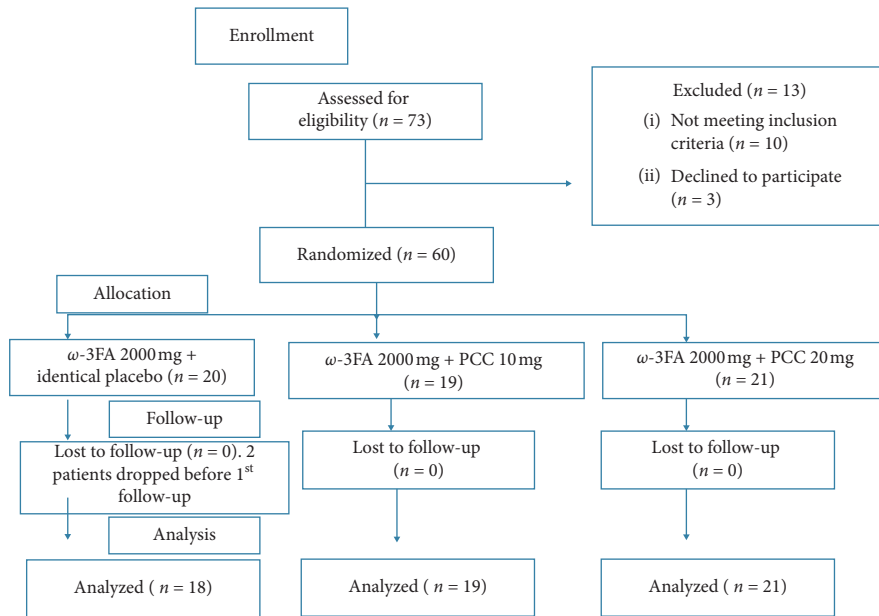 Enrollment
Assessed for
eligibility (n = 73)
Excluded (n = 13)
(i) Not meeting inclusion
criteria (n = 10)
(ii) Declined to participate
(n = 3)
Randomized (n = 60)
Allocation
ω-3FA 2000 mg +
identical placebo (n = 20)
ω-3FA 2000 mg + PCC 10 mg
(n = 19)
ω-3FA 2000 mg + PCC 20 mg
(n = 21)
Follow-up
Lost to follow-up (n = 0). 2
patients dropped before 1st
follow-up
Lost to follow-up
(n = 0)
Lost to follow-up
(n = 0)
Analysis
Analyzed ( n = 18)
Analyzed (n = 19)
Analyzed (n = 21)